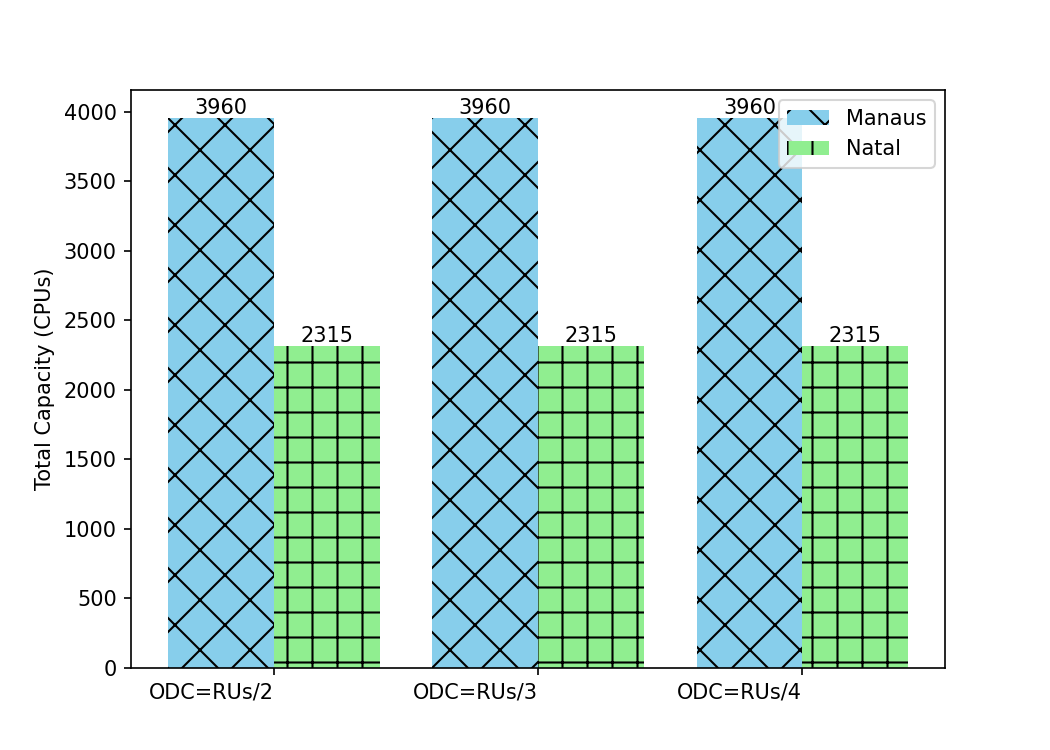 3960
3960
3960
Manaus
Natal
2315
2315
2315
Total Capacity (CPUs)
4000
3500
3000
2500
2000
1500
1000
500
0
ODC=RUs/2
ODC=RUs/3
ODC=RUs/4